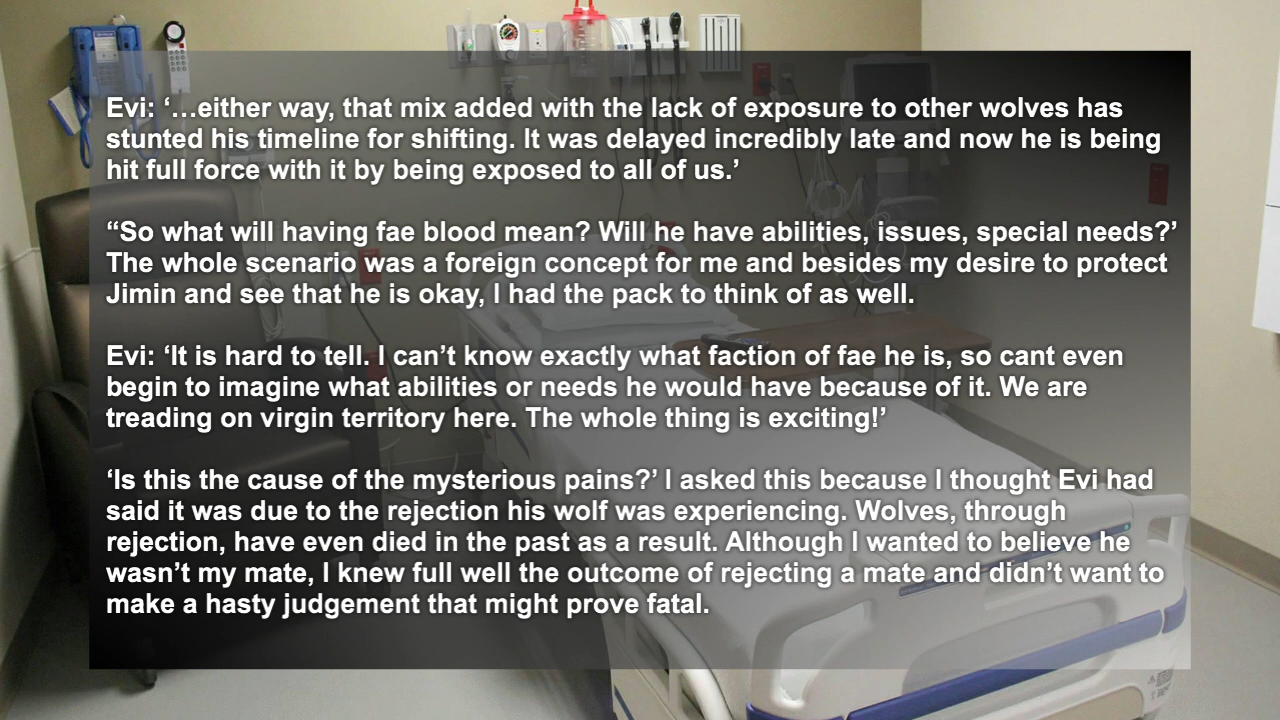 Evi: ‘…either way, that mix added with the lack of exposure to other wolves has
stunted his timeline for shifting. It was delayed incredibly late and now he is being
hit full force with it by being exposed to all of us.’
“So what will having fae blood mean? Will he have abilities, issues, special needs?’
The whole scenario was a foreign concept for me and besides my desire to protect
Jimin and see that he is okay, I had the pack to think of as well.
Evi: ‘It is hard to tell. I can’t know exactly what faction of fae he is, so cant even
begin to imagine what abilities or needs he would have because of it. We are
treading on virgin territory here. The whole thing is exciting!’
‘Is this the cause of the mysterious pains?’ I asked this because I thought Evi had
said it was due to the rejection his wolf was experiencing. Wolves, through
rejection, have even died in the past as a result. Although I wanted to believe he
wasn’t my mate, I knew full well the outcome of rejecting a mate and didn’t want to
make a hasty judgement that might prove fatal.